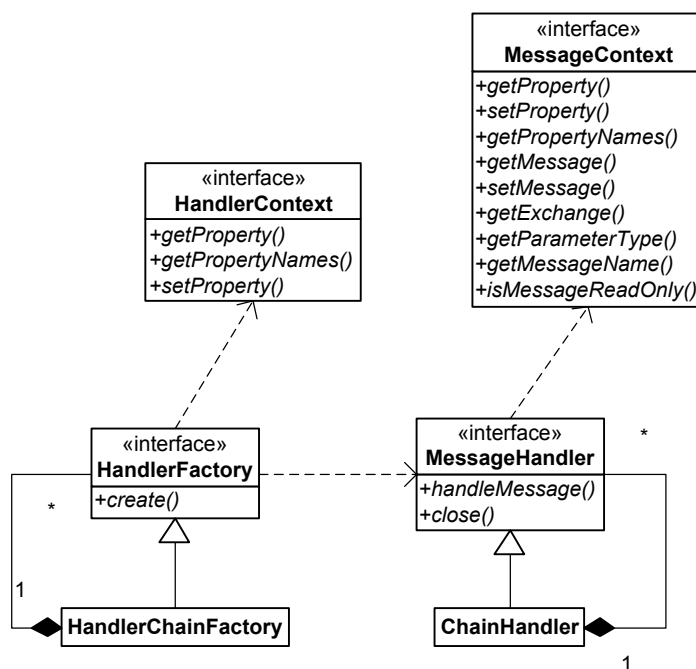 «interface»
MessageContext
+getProperty()
+setProperty()
+getPropertyNames()
+getMessage()
+setMessage()
+getExchange()
+getParameterType()
+getMessageName()
+isMessageReadOnly()
«interface»
HandlerContext
+getProperty()
+getPropertyNames()
+setProperty()
«interface»
HandlerFactory
+create()
*
1
HandlerChainFactory
«interface»
MessageHandler
+handleMessage()
+close()
*
ChainHandler
1